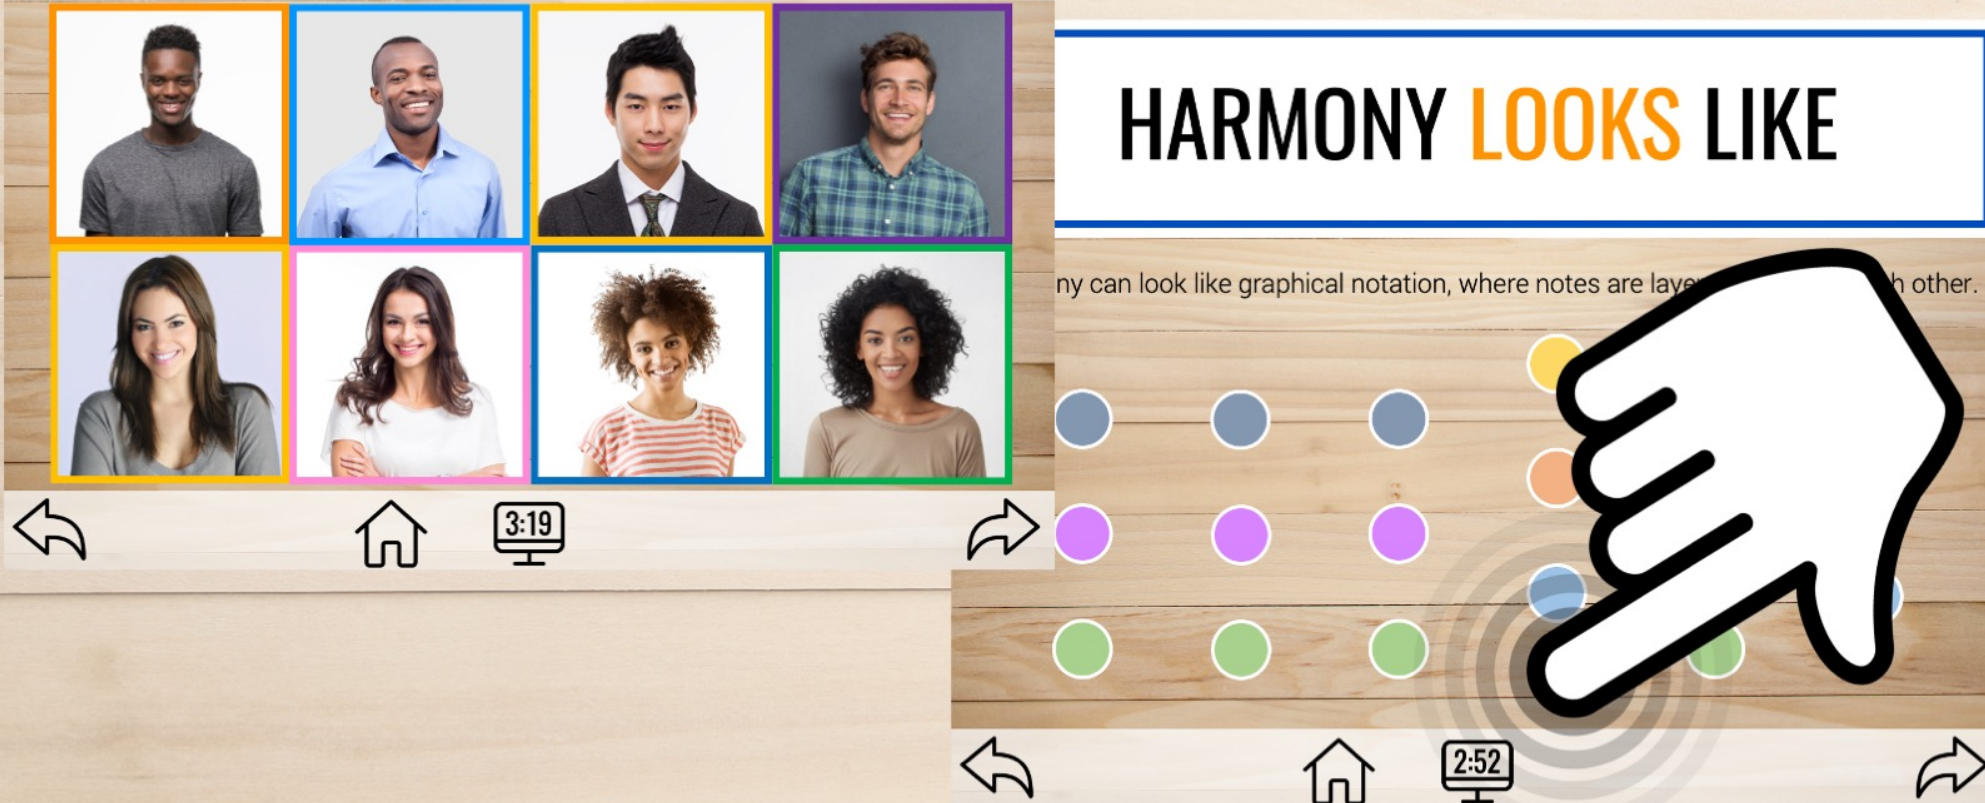 HARMONY LOOKS LIKE
ny can look like graphical notation, where notes are laye h other.
3:19
2:52